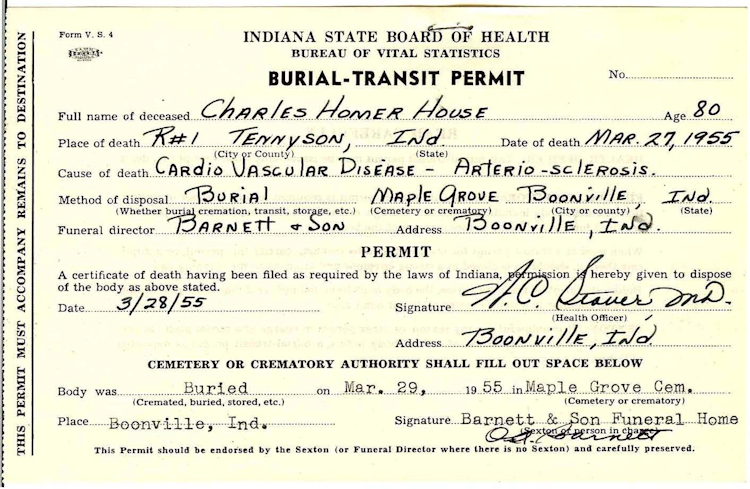 Form V. S. 4
INDIANA STATE BOARD OF HEALTH
BUREAU OF VITAL STATISTICS
BURIAL-TRANSIT PERMIT
No.
Full name of deceased Charles Homer House Age 80
Place of death R#1 Tennyson, Ind. Date of death Mar. 27, 1955
(City or County) (State)
Cause of death Cardio Vascular Disease - Arterio-sclerosis.
Method of disposal Burial Maple Grove Boonville, Ind.
(Whether burial cremation, transit, storage, etc.) (Cemetery or crematory) (City or county) (State)
Funeral director Barnett & Son Address Boonville, Ind.
PERMIT
A certificate of death having been filed as required by the laws of Indiana, permission is hereby given to dispose
of the body as above stated.
Date 3/28/55 Signature W.C. Stover M.D.
(Health Officer)
Address Boonville, Ind
CEMETERY OR CREMATORY AUTHORITY SHALL FILL OUT SPACE BELOW
Body was Buried on Mar. 29, 1955 in Maple Grove Cem.
(Cremated, buried, stored, etc.) (Cemetery or crematory)
Place Boonville, Ind. Signature Barnett & Son Funeral Home
(Sexton or person in charge)
Barnett
This Permit should be endorsed by the Sexton (or Funeral Director where there is no Sexton) and carefully preserved.
THIS PERMIT MUST ACCOMPANY REMAINS TO DESTINATION